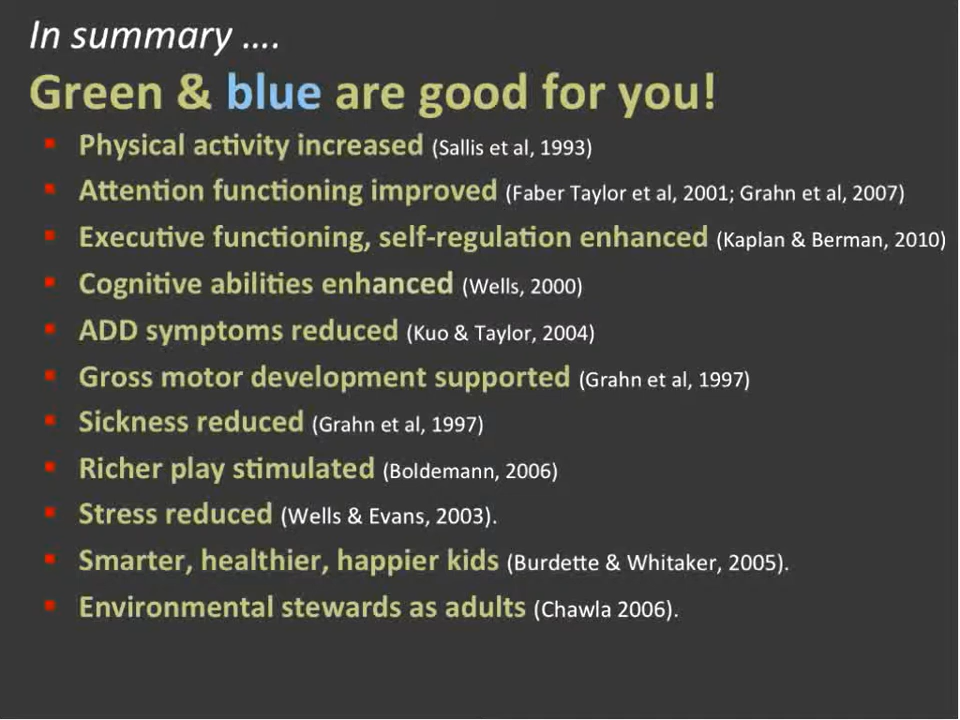 In summary ....
Green & blue are good for you!
▪ Physical activity increased (Sallis et al, 1993)
▪ Attention functioning improved (Faber Taylor et al, 2001; Grahn et al, 2007)
▪ Executive functioning, self-regulation enhanced (Kaplan & Berman, 2010)
▪ Cognitive abilities enhanced (Wells, 2000)
▪ ADD symptoms reduced (Kuo & Taylor, 2004)
▪ Gross motor development supported (Grahn et al, 1997)
▪ Sickness reduced (Grahn et al, 1997)
▪ Richer play stimulated (Boldemann, 2006)
▪ Stress reduced (Wells & Evans, 2003).
▪ Smarter, healthier, happier kids (Burdette & Whitaker, 2005).
▪ Environmental stewards as adults (Chawla 2006).